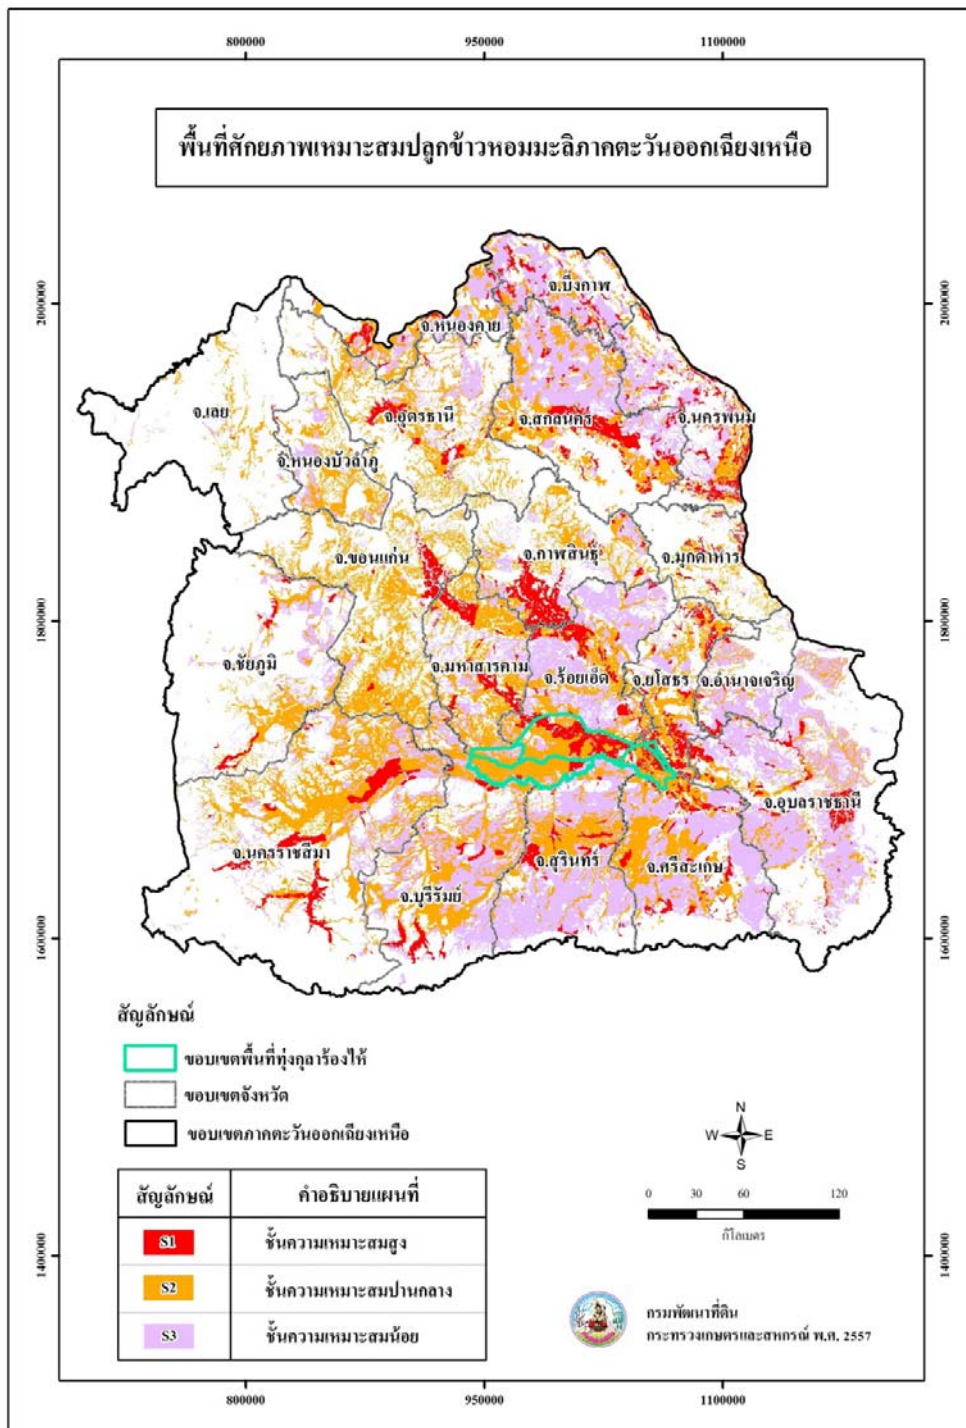 800000
950000
1100000
พื้นที่ศักยภาพเหมาะสมปลูกข้าวหอมมะลิภาคตะวันออกเฉียงเหนือ
2000000
2000000
จ.บึงกาฬ
จ.หนองคาย
จ.เลย
จ.อุดรธานี
จ.สกลนคร
จ.นครพนม
จ.หนองบัวลำภู
จ.ขอนแก่น
จ.กาฬสินธุ์
จ.มุกดาหาร
1800000
1800000
จ.ชัยภูมิ
จ.มหาสารคาม
จ.ร้อยเอ็ด
จ.ยโสธร
จ.อำนาจเจริญ
จ.อุบลราชธานี
จ.นครราชสีมา
จ.บุรีรัมย์
จ.สุรินทร์
จ.ศรีสะเกษ
1600000
1600000
สัญลักษณ์
ขอบเขตพื้นที่ทุ่งกุลาร้องไห้
ขอบเขตจังหวัด
ขอบเขตภาคตะวันออกเฉียงเหนือ
N
W E
S
สัญลักษณ์ คำอธิบายแผนที่
S1 ชั้นความเหมาะสมสูง
S2 ชั้นความเหมาะสมปานกลาง
S3 ชั้นความเหมาะสมน้อย
0 30 60 120
กิโลเมตร
1400000
1400000
กรมพัฒนาที่ดิน
กระทรวงเกษตรและสหกรณ์ พ.ศ. 2557
800000
950000
1100000